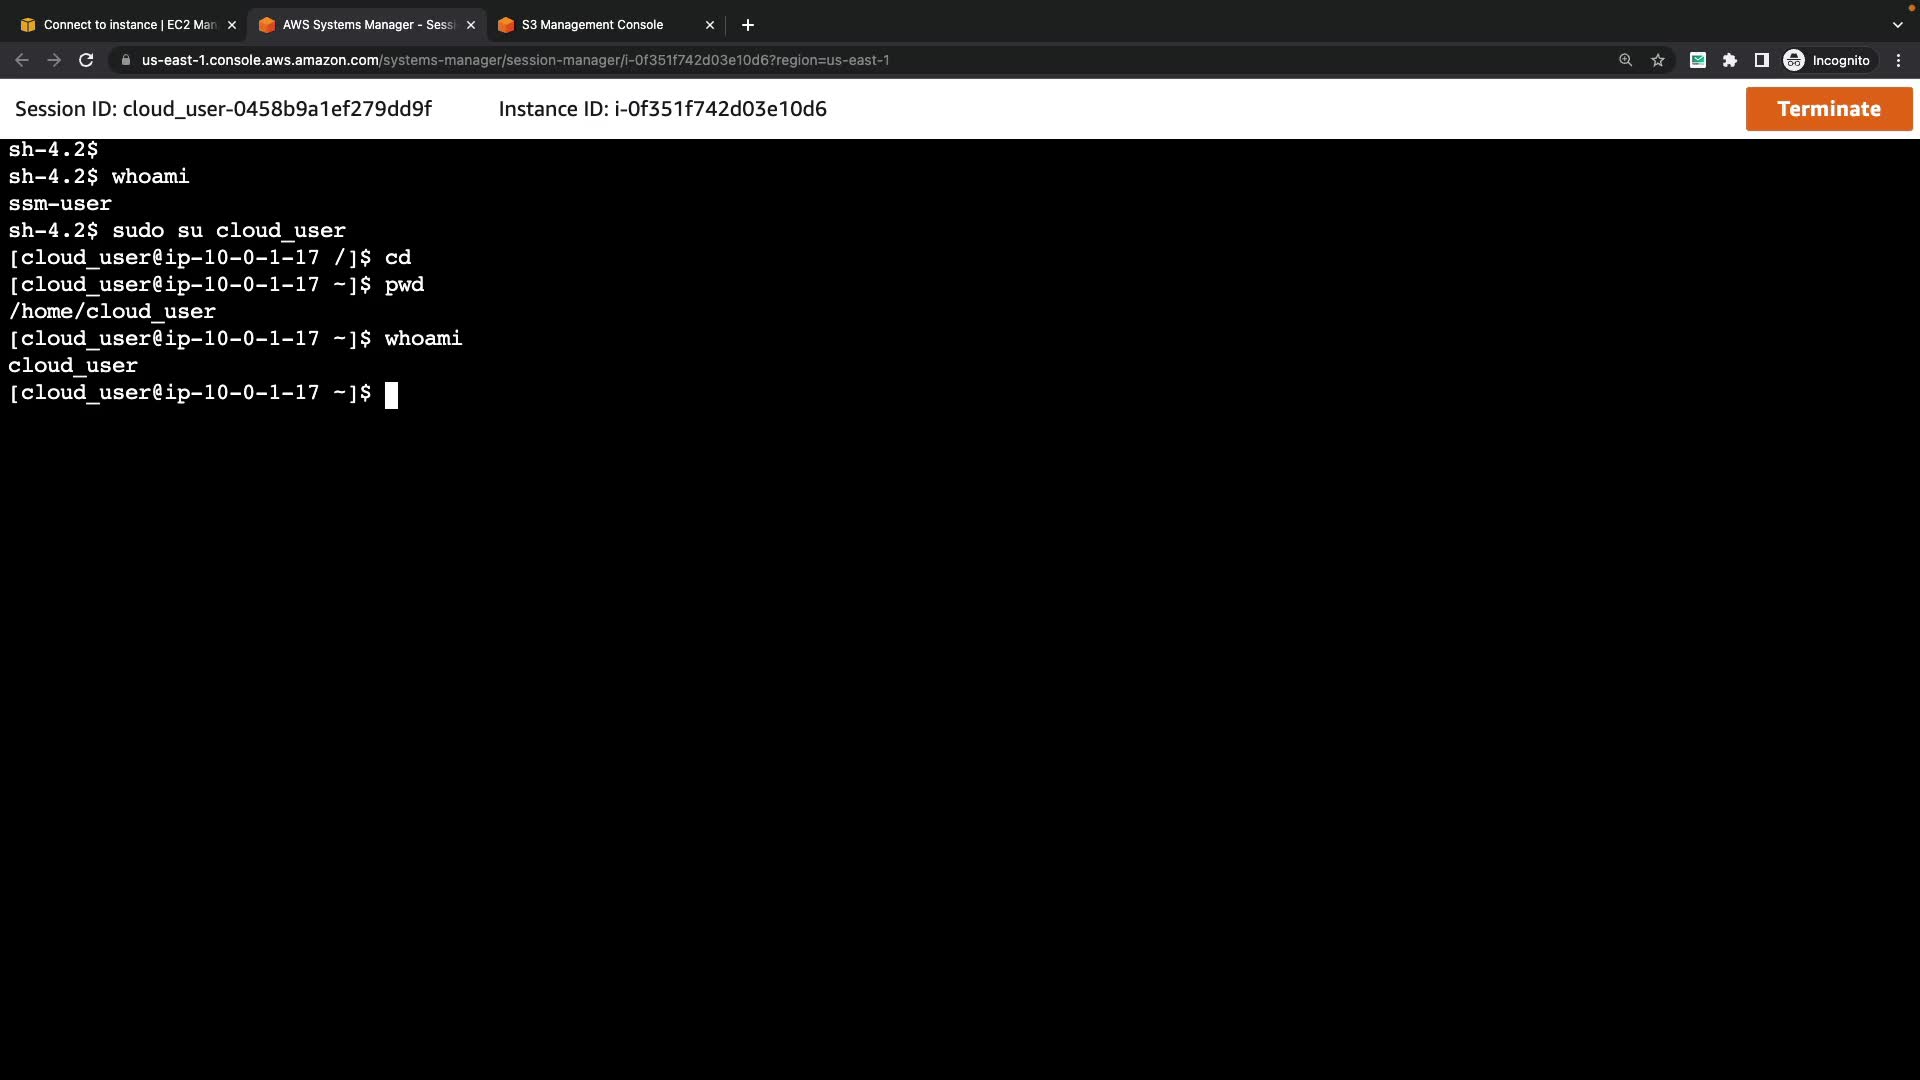 Connect to instance | EC2 Man
AWS Systems Manager - Sessi
S3 Management Console
us-east-1.console.aws.amazon.com/systems-manager/session-manager/i-0f351f742d03e10d6?region=us-east-1
Incognito
Session ID: cloud_user-0458b9a1ef279dd9f Instance ID: i-0f351f742d03e10d6
Terminate
sh-4.2$
sh-4.2$ whoami
ssm-user
sh-4.2$ sudo su cloud_user
[cloud_user@ip-10-0-1-17 /]$ cd
[cloud_user@ip-10-0-1-17 ~]$ pwd
/home/cloud_user
[cloud_user@ip-10-0-1-17 ~]$ whoami
cloud_user
[cloud_user@ip-10-0-1-17 ~]$